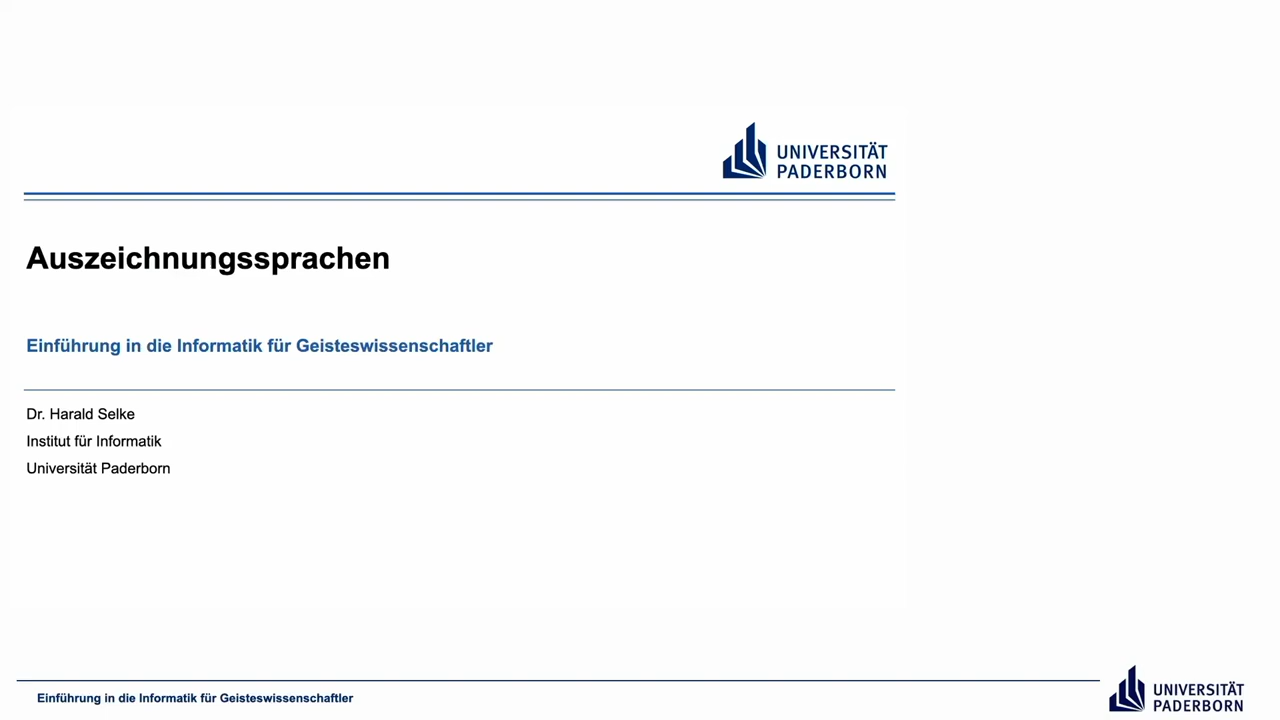 UNIVERSITÄT
PADERBORN
Auszeichnungssprachen
Einführung in die Informatik für Geisteswissenschaftler
Dr. Harald Selke
Institut für Informatik
Universität Paderborn
Einführung in die Informatik für Geisteswissenschaftler
UNIVERSITÄT
PADERBORN